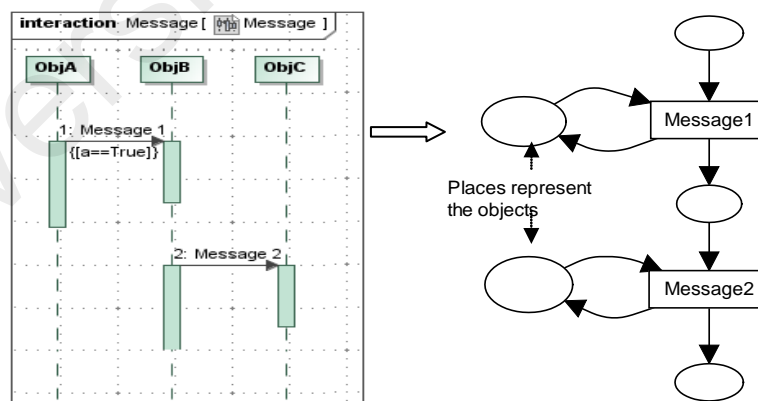 interaction Message [ Message ]
ObjA ObjB ObjC
1: Message 1
{[a==True]}
2: Message 2
Message1
Places represent
the objects
Message2